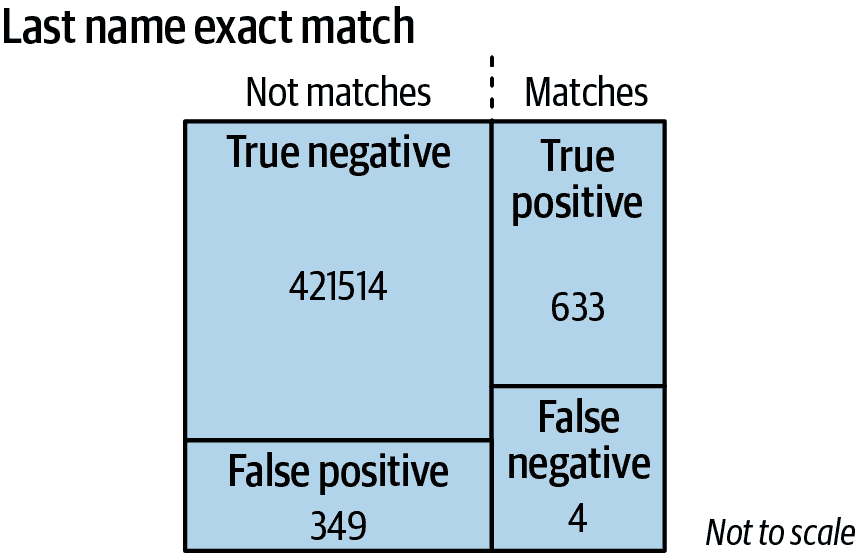 Last name exact match
Not matches
Matches
True negative
421514
True
positive
633
False positive
349
False
negative
4
Not to scale